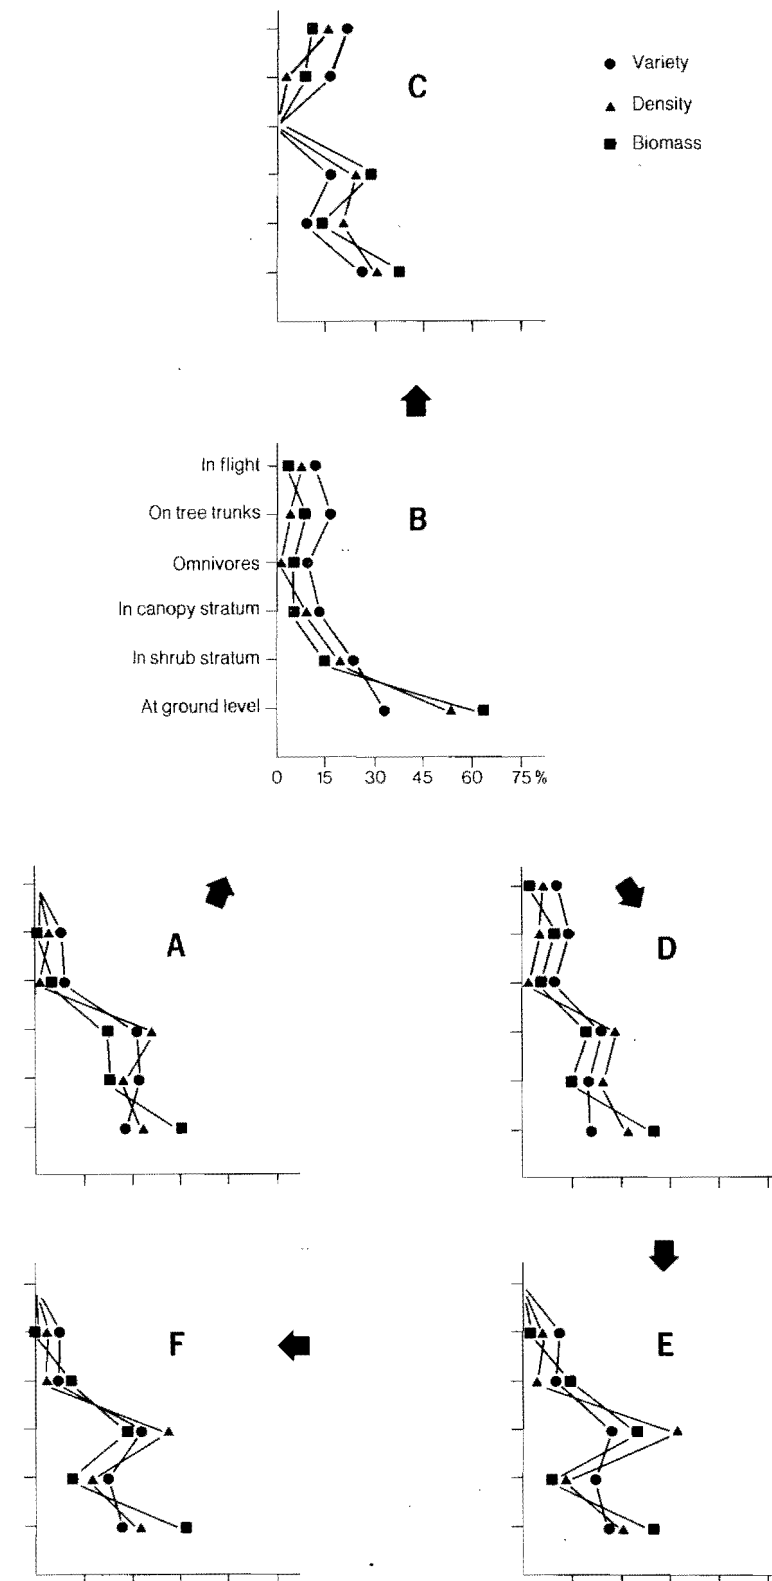 C
Variety
Density
Biomass
In flight
On tree trunks
Omnivores
In canopy stratum
In shrub stratum
At ground level
B
0 15 30 45 60 75%
A
D
F
E